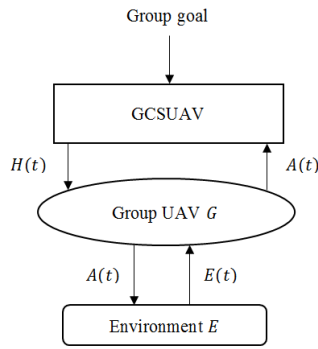 Group goal
GCSUAV
H(t) A(t)
Group UAV G
A(t) E(t)
Environment E